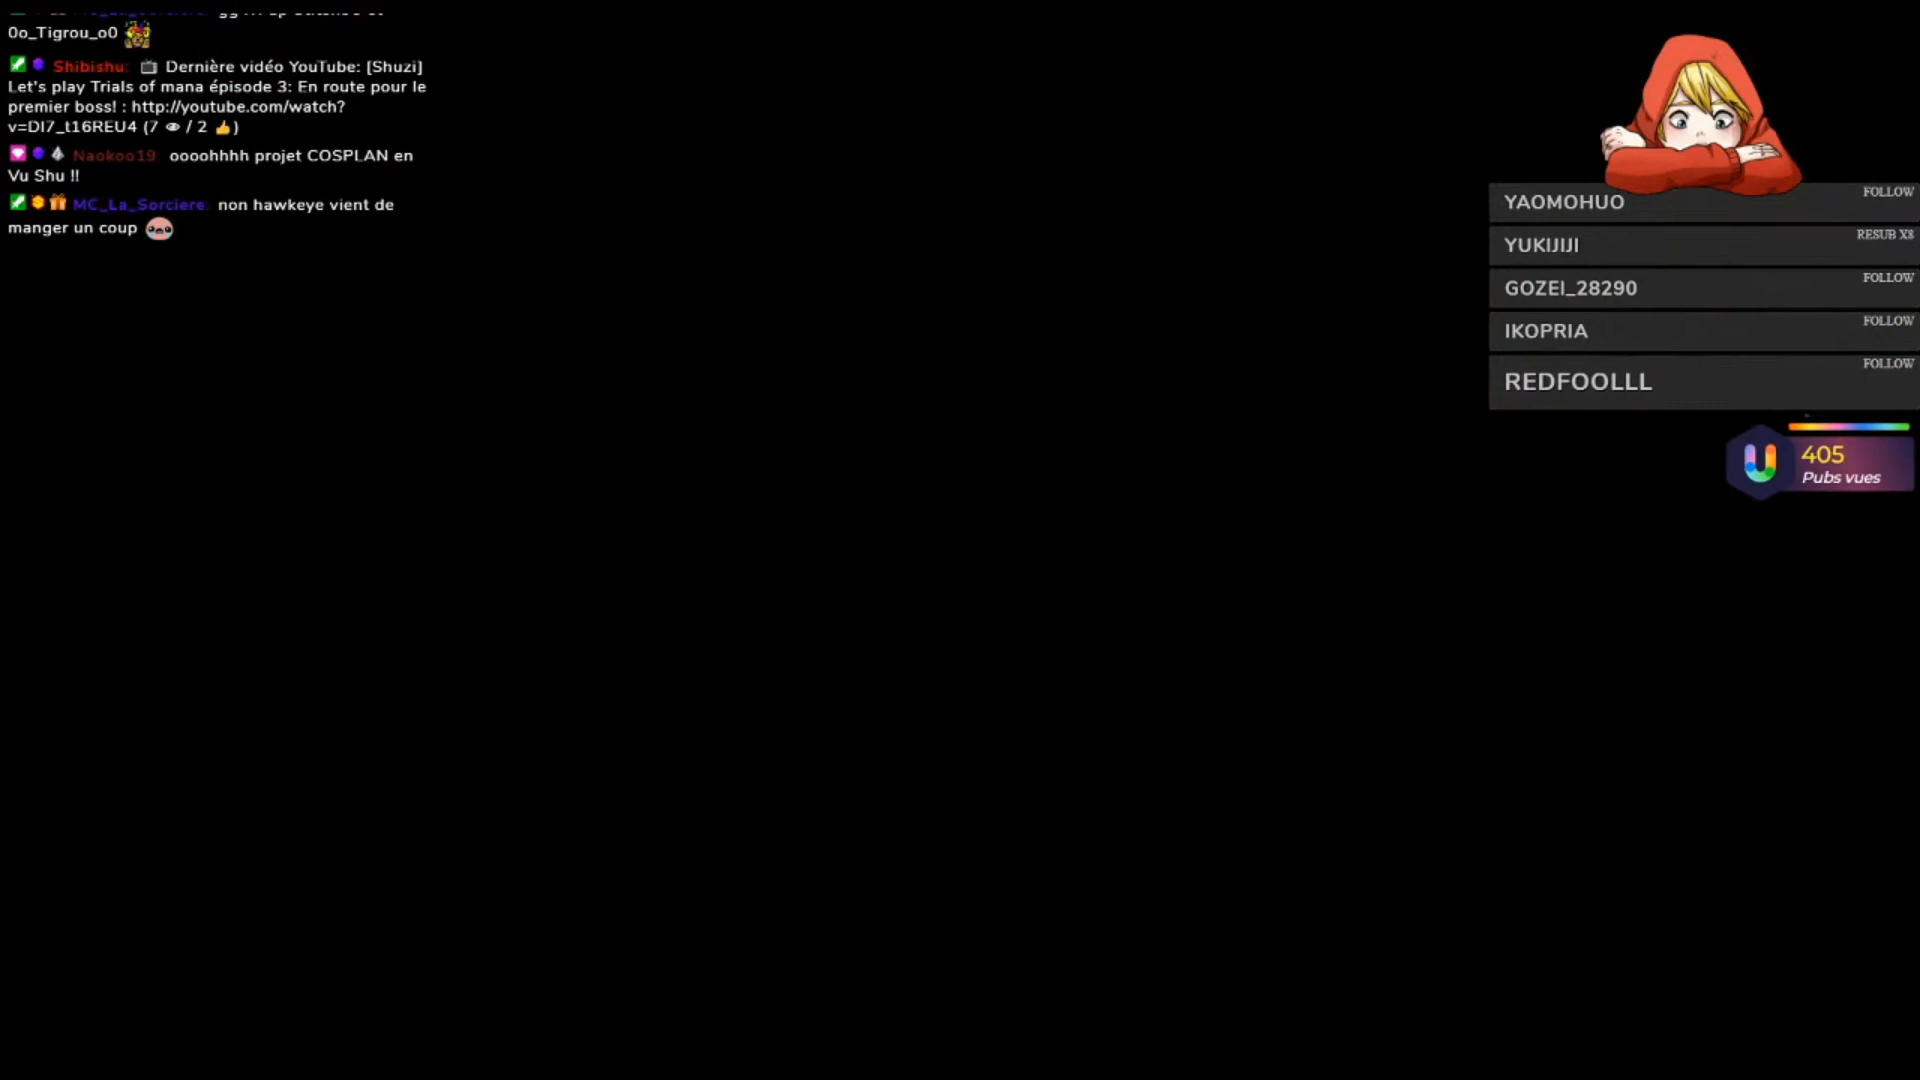 0o_Tigrou_o0
Shibishu: Dernière vidéo YouTube: [Shuzi]
Let's play Trials of mana épisode 3: En route pour le
premier boss! : http://youtube.com/watch?
v=DI7_t16REU4 (7 / 2 )
Naokoo19: ooohhhh projet COSPLAN en
Vu Shu !!
MC_La_Sorciere: non hawkeye vient de
manger un coup
YAOMOHUO FOLLOW
YUKIJIJI RESUB X8
GOZEI_28290 FOLLOW
IKOPRIA FOLLOW
REDFOOLLL FOLLOW
405
Pubs vues